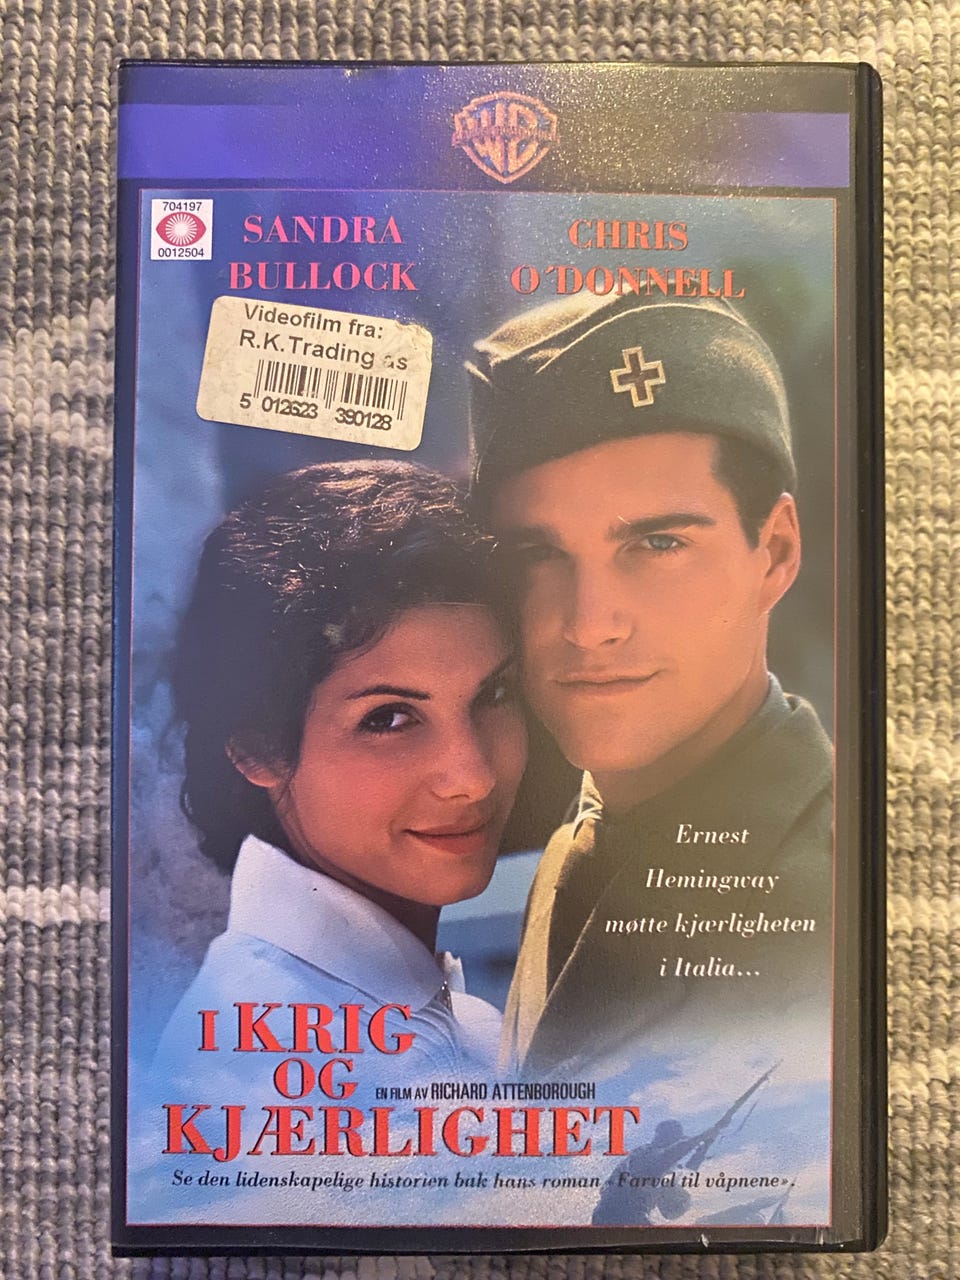 WB
704197
0012504
SANDRA
BULLOCK
CHRIS
O´DONNELL
Videofilm fra:
R.K.Trading as
5 012623 390128
Ernest
Hemingway
møtte kjærligheten
i Italia...
I KRIG
OG
EN FILM AV RICHARD ATTENBOROUGH
KJÆRLIGHET
Se den lidenskapelige historien bak hans roman «Farvel til våpnene».